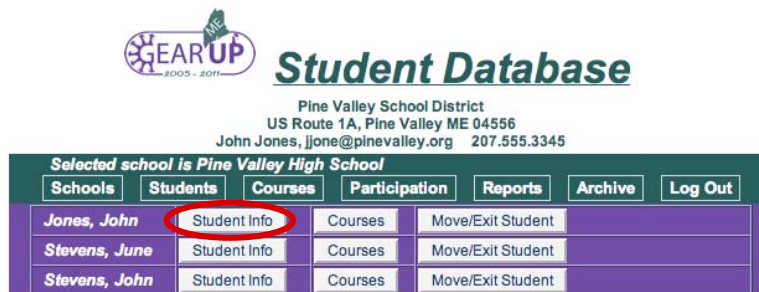 ME
GEAR UP
2005 - 2011
Student Database
Pine Valley School District
US Route 1A, Pine Valley ME 04556
John Jones, jjone@pinevalley.org 207.555.3345
Selected school is Pine Valley High School
Schools Students Courses Participation Reports Archive Log Out
Jones, John Student Info Courses Move/Exit Student
Stevens, June Student Info Courses Move/Exit Student
Stevens, John Student Info Courses Move/Exit Student